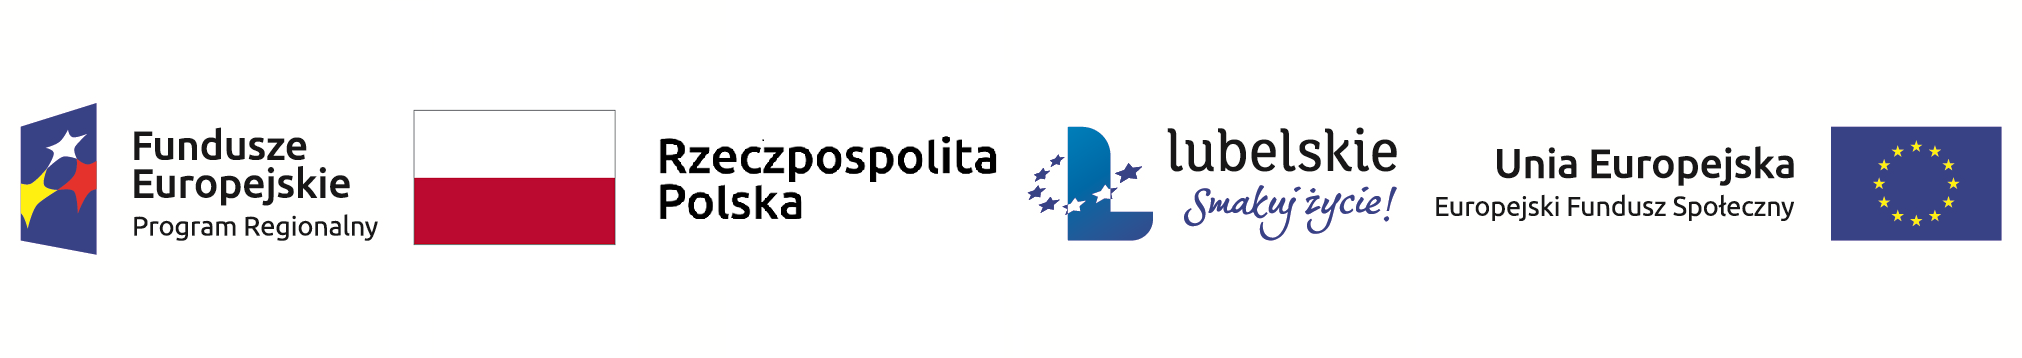 Fundusze
Europejskie
Program Regionalny
Rzeczpospolita
Polska
lubelskie
Smakuj życie!
Unia Europejska
Europejski Fundusz Społeczny